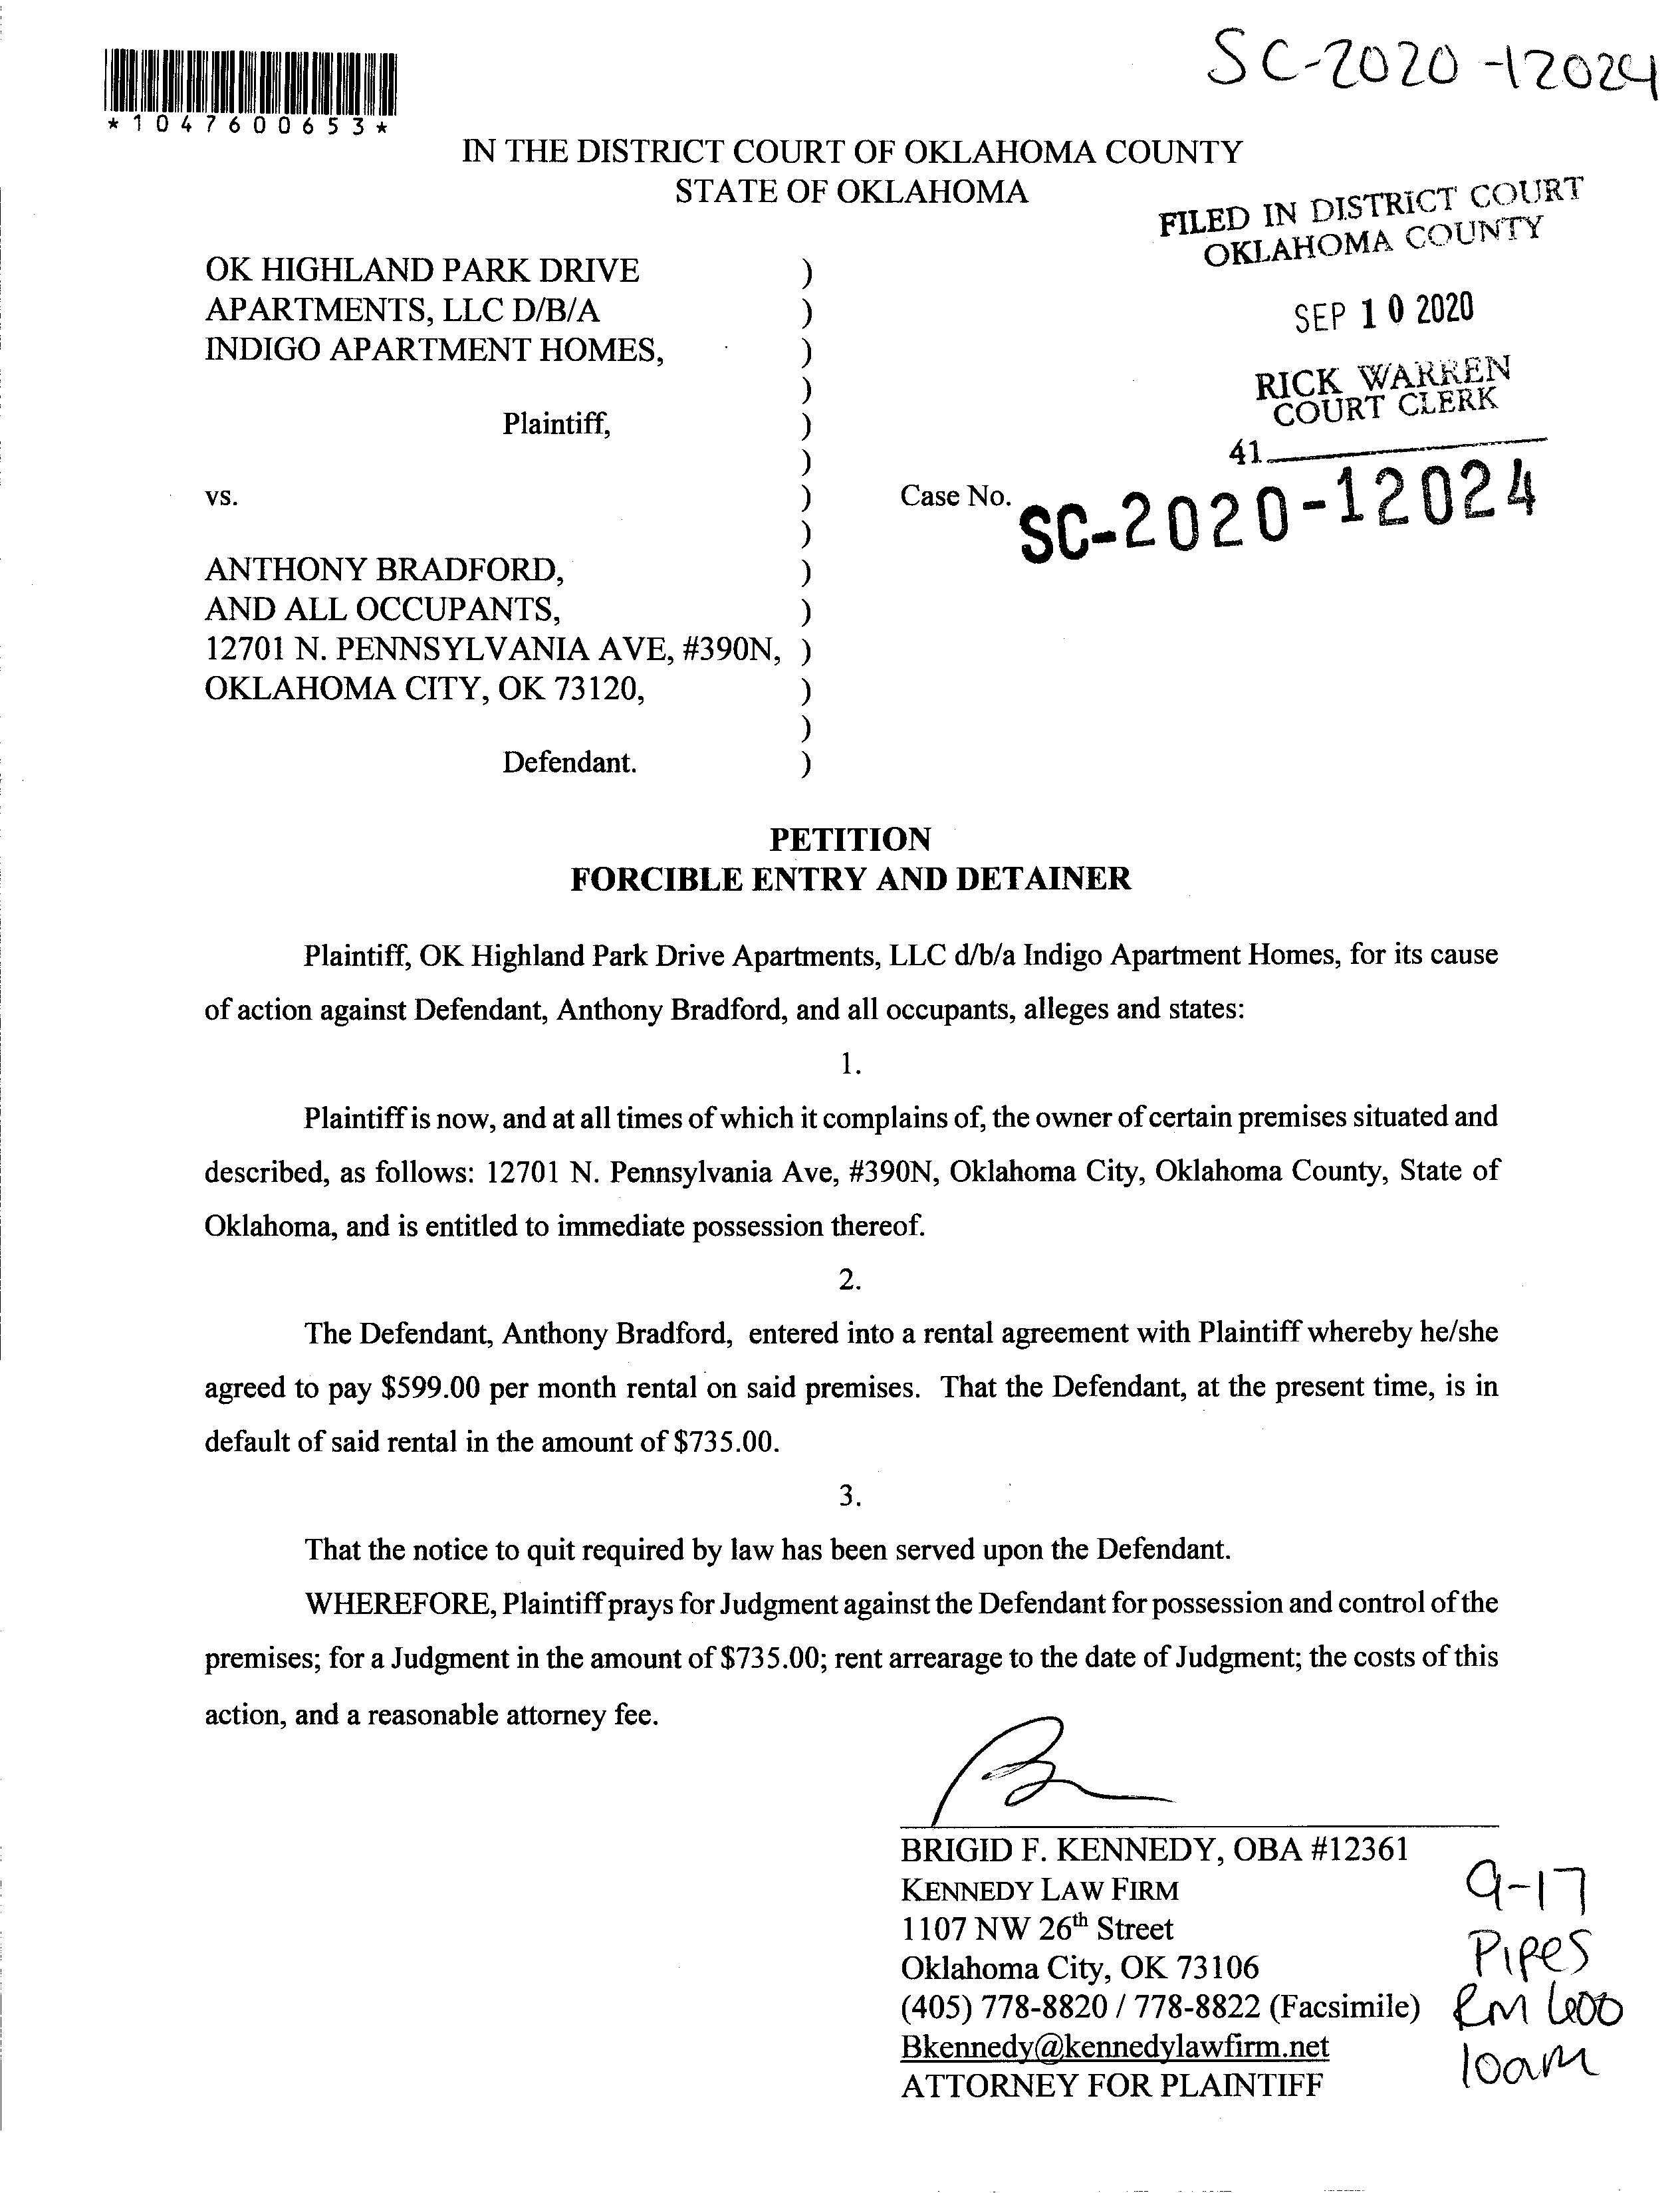 SC-2020-12024
*1047600653*
IN THE DISTRICT COURT OF OKLAHOMA COUNTY
STATE OF OKLAHOMA
FILED IN DISTRICT COURT
OKLAHOMA COUNTY
SEP 10 2020
RICK WARREN
COURT CLERK
41
OK HIGHLAND PARK DRIVE )
APARTMENTS, LLC D/B/A )
INDIGO APARTMENT HOMES, )
)
Plaintiff, )
)
vs. ) Case No. SC-2020-12024
)
ANTHONY BRADFORD, )
AND ALL OCCUPANTS, )
12701 N. PENNSYLVANIA AVE, #390N, )
OKLAHOMA CITY, OK 73120, )
)
Defendant. )
PETITION
FORCIBLE ENTRY AND DETAINER
Plaintiff, OK Highland Park Drive Apartments, LLC d/b/a Indigo Apartment Homes, for its cause
of action against Defendant, Anthony Bradford, and all occupants, alleges and states:
1.
Plaintiff is now, and at all times of which it complains of, the owner of certain premises situated and
described, as follows: 12701 N. Pennsylvania Ave, #390N, Oklahoma City, Oklahoma County, State of
Oklahoma, and is entitled to immediate possession thereof.
2.
The Defendant, Anthony Bradford, entered into a rental agreement with Plaintiff whereby he/she
agreed to pay $599.00 per month rental on said premises. That the Defendant, at the present time, is in
default of said rental in the amount of $735.00.
3.
That the notice to quit required by law has been served upon the Defendant.
WHEREFORE, Plaintiff prays for Judgment against the Defendant for possession and control of the
premises; for a Judgment in the amount of $735.00; rent arrearage to the date of Judgment; the costs of this
action, and a reasonable attorney fee.
BRIGID F. KENNEDY, OBA #12361
KENNEDY LAW FIRM
1107 NW 26th Street
Oklahoma City, OK 73106
(405) 778-8820 / 778-8822 (Facsimile)
Bkennedy@kennedylawfirm.net
ATTORNEY FOR PLAINTIFF
9-17
Pipes
Rm 600
10am